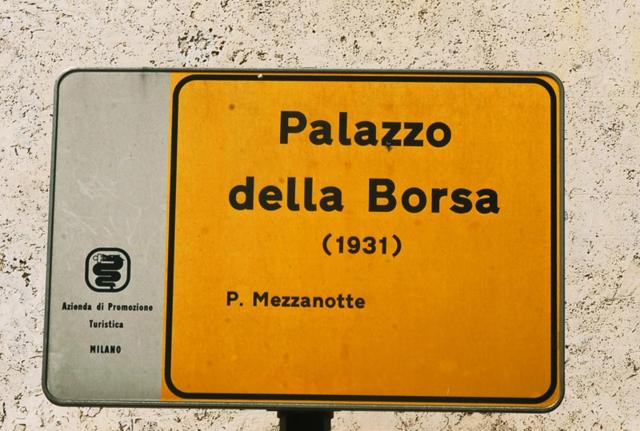 Palazzo
della Borsa
(1931)
P. Mezzanotte
Azienda di Promozione
Turistica
MILANO